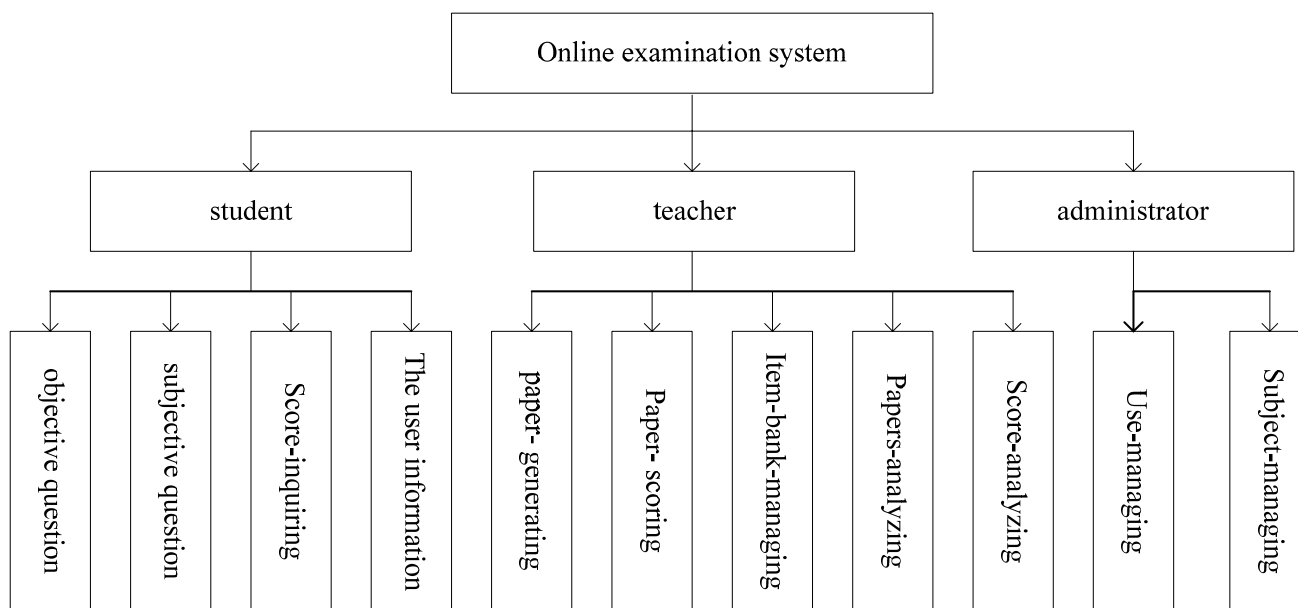 Online examination system
student
teacher
administrator
objective question
subjective question
Score-inquiring
The user information
paper- generating
Paper- scoring
Item-bank-managing
Papers-analyzing
Score-analyzing
Use-managing
Subject-managing